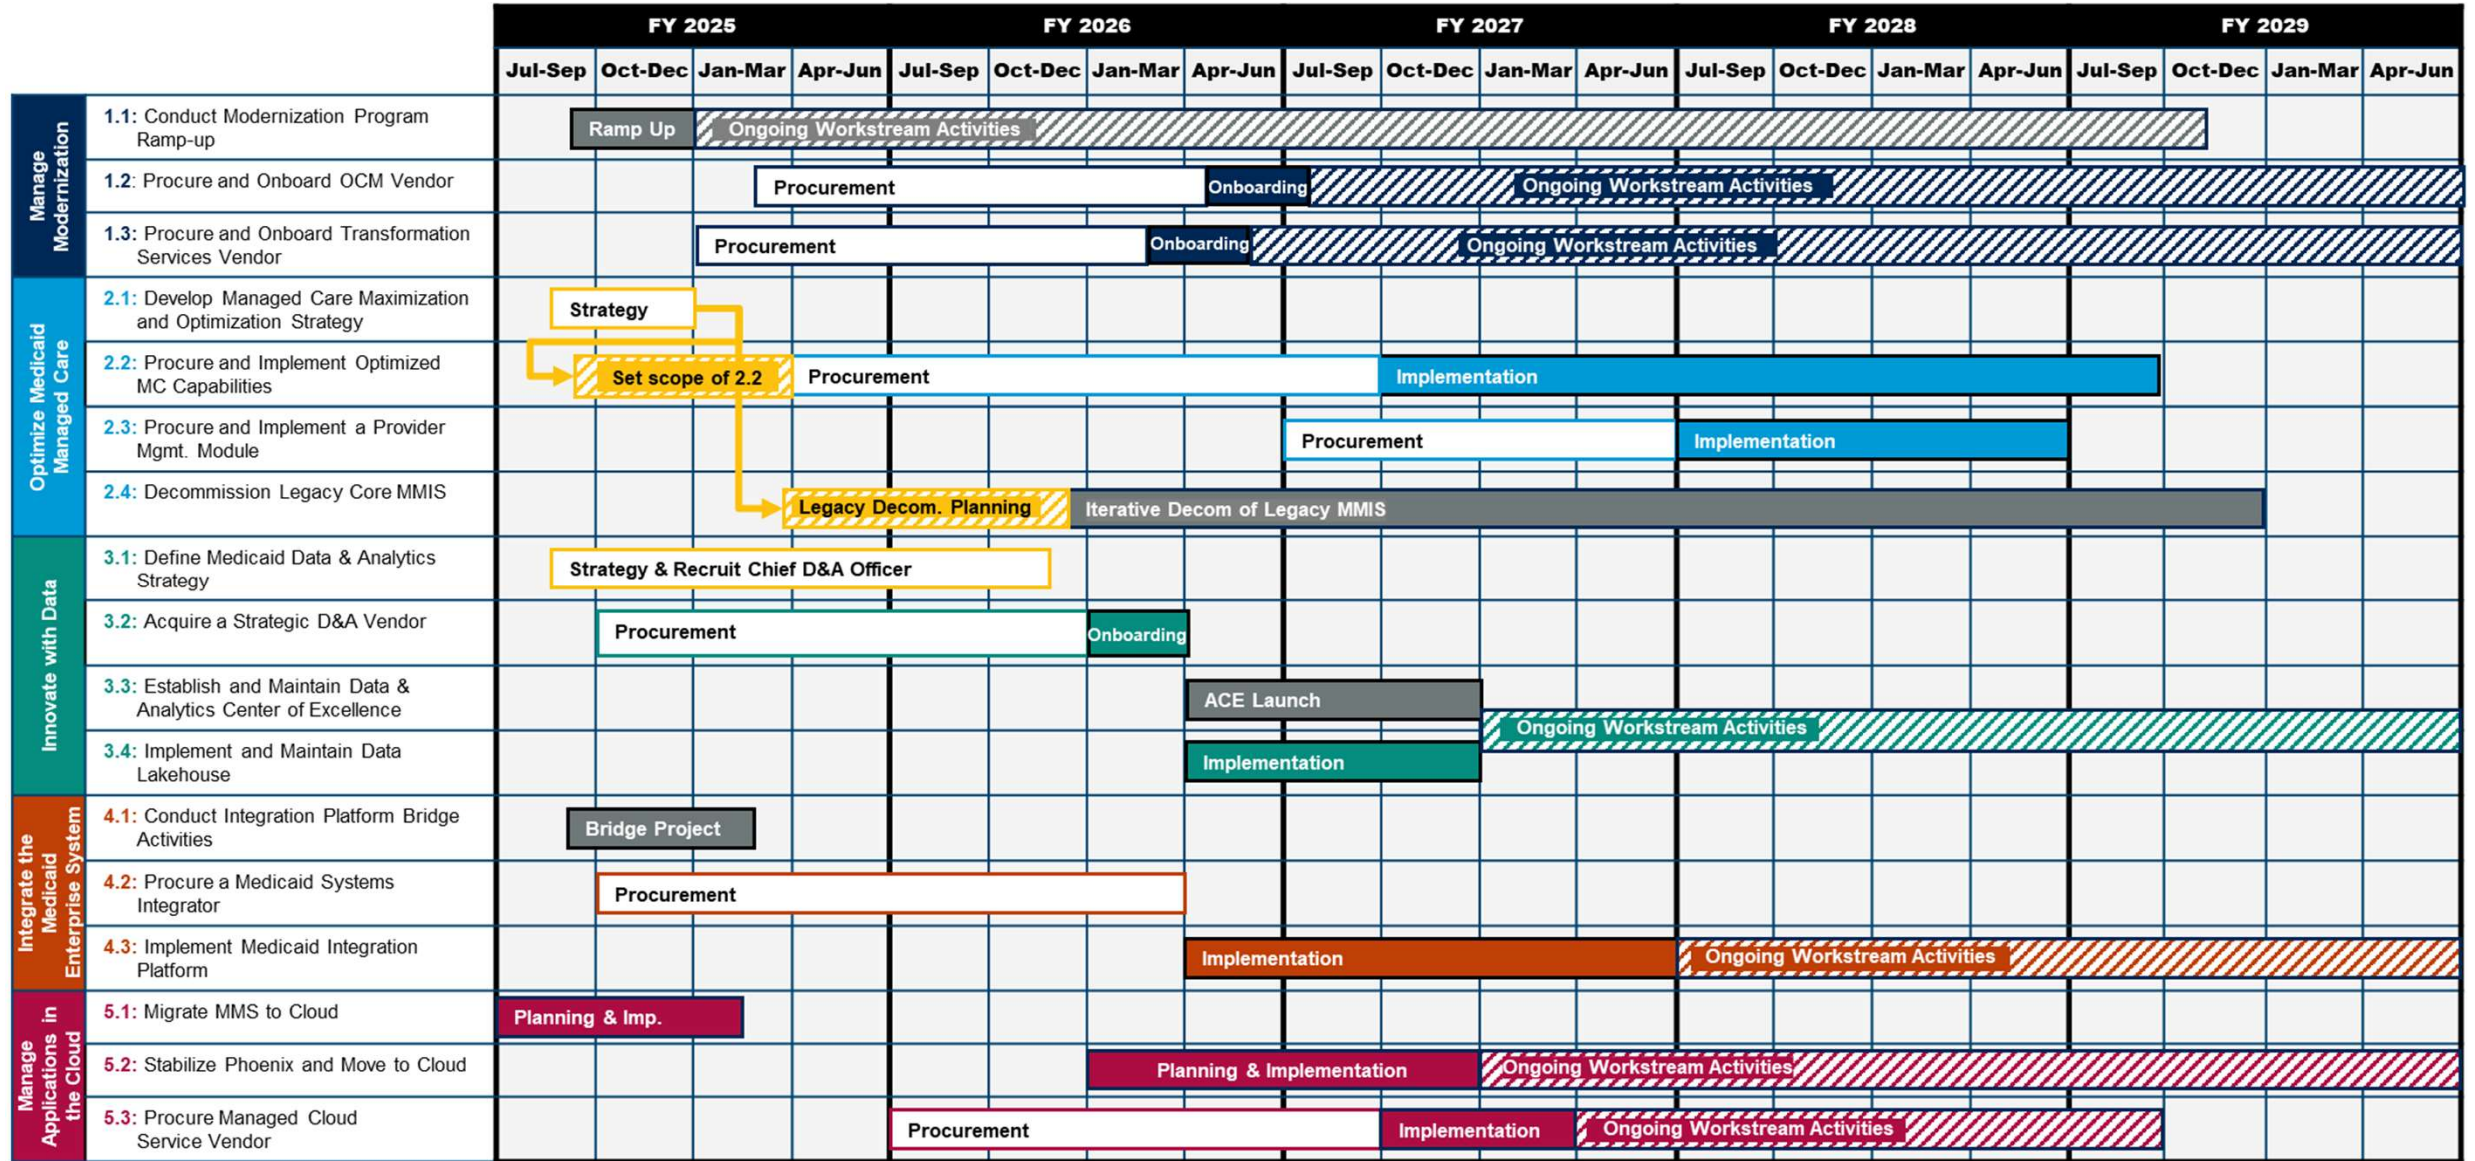 FY 2025 FY 2026 FY 2027 FY 2028 FY 2029
Jul-Sep Oct-Dec Jan-Mar Apr-Jun Jul-Sep Oct-Dec Jan-Mar Apr-Jun Jul-Sep Oct-Dec Jan-Mar Apr-Jun Jul-Sep Oct-Dec Jan-Mar Apr-Jun Jul-Sep Oct-Dec Jan-Mar Apr-Jun
Manage
Modernization
1.1: Conduct Modernization Program
Ramp-up
Ramp Up Ongoing Workstream Activities
1.2: Procure and Onboard OCM Vendor
Procurement Onboarding Ongoing Workstream Activities
1.3: Procure and Onboard Transformation
Services Vendor
Procurement Onboarding Ongoing Workstream Activities
Optimize Medicaid
Managed Care
2.1: Develop Managed Care Maximization
and Optimization Strategy
Strategy
2.2: Procure and Implement Optimized
MC Capabilities
Set scope of 2.2 Procurement Implementation
2.3: Procure and Implement a Provider
Mgmt. Module
Procurement Implementation
2.4: Decommission Legacy Core MMIS
Legacy Decom. Planning Iterative Decom of Legacy MMIS
Innovate with Data
3.1: Define Medicaid Data & Analytics
Strategy
Strategy & Recruit Chief D&A Officer
3.2: Acquire a Strategic D&A Vendor
Procurement Onboarding
3.3: Establish and Maintain Data &
Analytics Center of Excellence
ACE Launch
Ongoing Workstream Activities
3.4: Implement and Maintain Data
Lakehouse
Implementation
Integrate the
Medicaid
Enterprise System
4.1: Conduct Integration Platform Bridge
Activities
Bridge Project
4.2: Procure a Medicaid Systems
Integrator
Procurement
4.3: Implement Medicaid Integration
Platform
Implementation Ongoing Workstream Activities
Manage
Applications in
the Cloud
5.1: Migrate MMS to Cloud
Planning & Imp.
5.2: Stabilize Phoenix and Move to Cloud
Planning & Implementation Ongoing Workstream Activities
5.3: Procure Managed Cloud
Service Vendor
Procurement Implementation Ongoing Workstream Activities